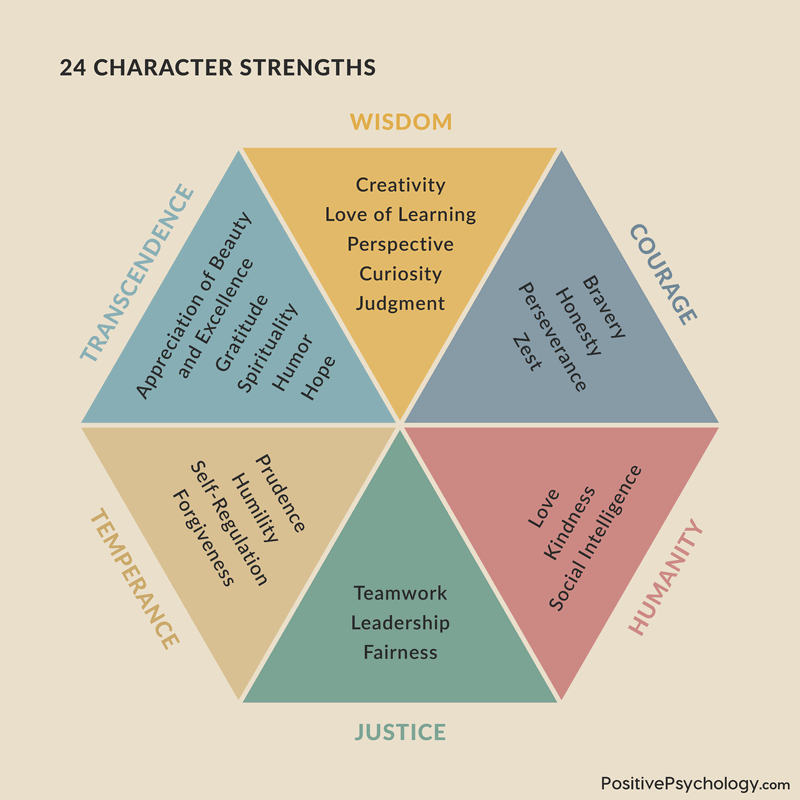 24 CHARACTER STRENGTHS
WISDOM
Creativity
Love of Learning
Perspective
Curiosity
Judgment
COURAGE
Bravery
Honesty
Perseverance
Zest
HUMANITY
Love
Kindness
Social Intelligence
JUSTICE
Teamwork
Leadership
Fairness
TEMPERANCE
Prudence
Humility
Self-Regulation
Forgiveness
TRANSCENDENCE
Appreciation of Beauty
and Excellence
Gratitude
Spirituality
Humor
Hope
PositivePsychology.com